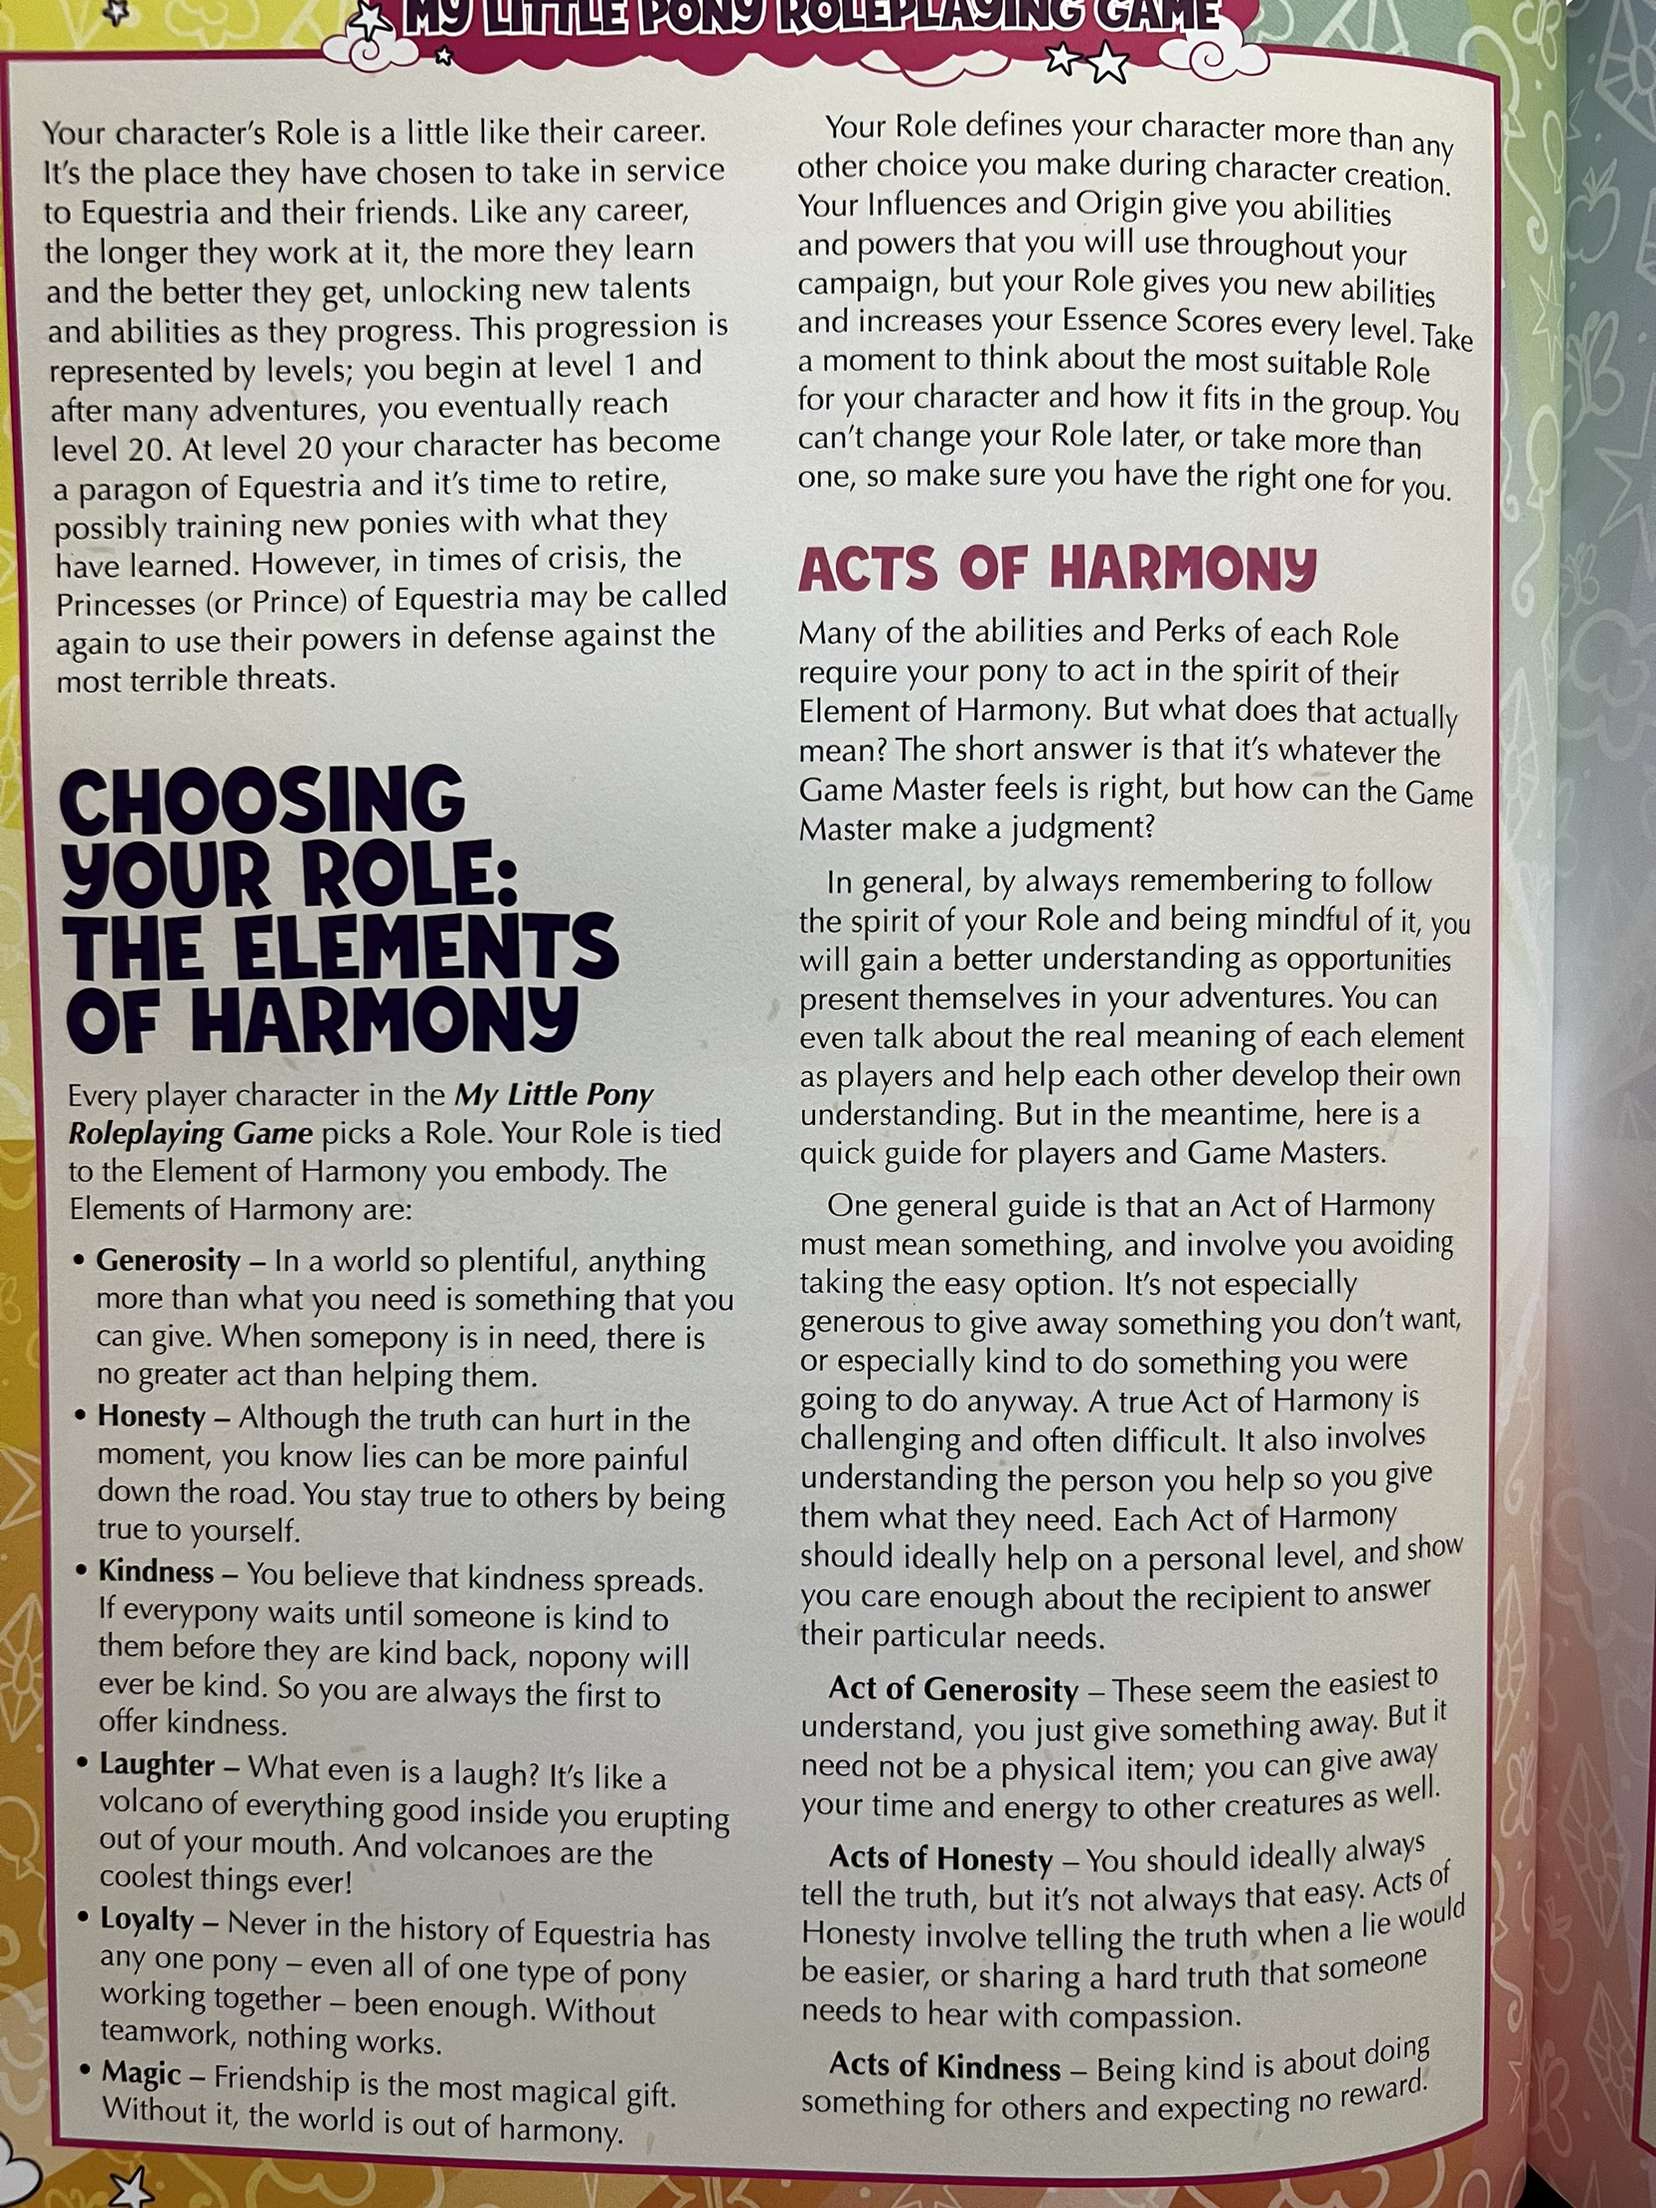 MY LITTLE PONY ROLEPLAYING GAME
Your character's Role is a little like their career.
It's the place they have chosen to take in service
to Equestria and their friends. Like any career,
the longer they work at it, the more they learn
and the better they get, unlocking new talents
and abilities as they progress. This progression is
represented by levels; you begin at level 1 and
after many adventures, you eventually reach
level 20. At level 20 your character has become
a paragon of Equestria and it's time to retire,
possibly training new ponies with what they
have learned. However, in times of crisis, the
Princesses (or Prince) of Equestria may be called
again to use their powers in defense against the
most terrible threats.
CHOOSING
YOUR ROLE:
THE ELEMENTS
OF HARMONY
Every player character in the My Little Pony
Roleplaying Game picks a Role. Your Role is tied
to the Element of Harmony you embody. The
Elements of Harmony are:
• Generosity – In a world so plentiful, anything
more than what you need is something that you
can give. When somepony is in need, there is
no greater act than helping them.
• Honesty – Although the truth can hurt in the
moment, you know lies can be more painful
down the road. You stay true to others by being
true to yourself.
• Kindness – You believe that kindness spreads.
If everypony waits until someone is kind to
them before they are kind back, nopony will
ever be kind. So you are always the first to
offer kindness.
• Laughter – What even is a laugh? It's like a
volcano of everything good inside you erupting
out of your mouth. And volcanoes are the
coolest things ever!
• Loyalty – Never in the history of Equestria has
any one pony – even all of one type of pony
working together – been enough. Without
teamwork, nothing works.
• Magic – Friendship is the most magical gift.
Without it, the world is out of harmony.
Your Role defines your character more than any
other choice you make during character creation.
Your Influences and Origin give you abilities
and powers that you will use throughout your
campaign, but your Role gives you new abilities
and increases your Essence Scores every level. Take
a moment to think about the most suitable Role
for your character and how it fits in the group. You
can't change your Role later, or take more than
one, so make sure you have the right one for you.
ACTS OF HARMONY
Many of the abilities and Perks of each Role
require your pony to act in the spirit of their
Element of Harmony. But what does that actually
mean? The short answer is that it's whatever the
Game Master feels is right, but how can the Game
Master make a judgment?
In general, by always remembering to follow
the spirit of your Role and being mindful of it, you
will gain a better understanding as opportunities
present themselves in your adventures. You can
even talk about the real meaning of each element
as players and help each other develop their own
understanding. But in the meantime, here is a
quick guide for players and Game Masters.
One general guide is that an Act of Harmony
must mean something, and involve you avoiding
taking the easy option. It's not especially
generous to give away something you don't want,
or especially kind to do something you were
going to do anyway. A true Act of Harmony is
challenging and often difficult. It also involves
understanding the person you help so you give
them what they need. Each Act of Harmony
should ideally help on a personal level, and show
you care enough about the recipient to answer
their particular needs.
Act of Generosity – These seem the easiest to
understand, you just give something away. But it
need not be a physical item; you can give away
your time and energy to other creatures as well.
Acts of Honesty – You should ideally always
tell the truth, but it's not always that easy. Acts of
Honesty involve telling the truth when a lie would
be easier, or sharing a hard truth that someone
needs to hear with compassion.
Acts of Kindness – Being kind is about doing
something for others and expecting no reward.